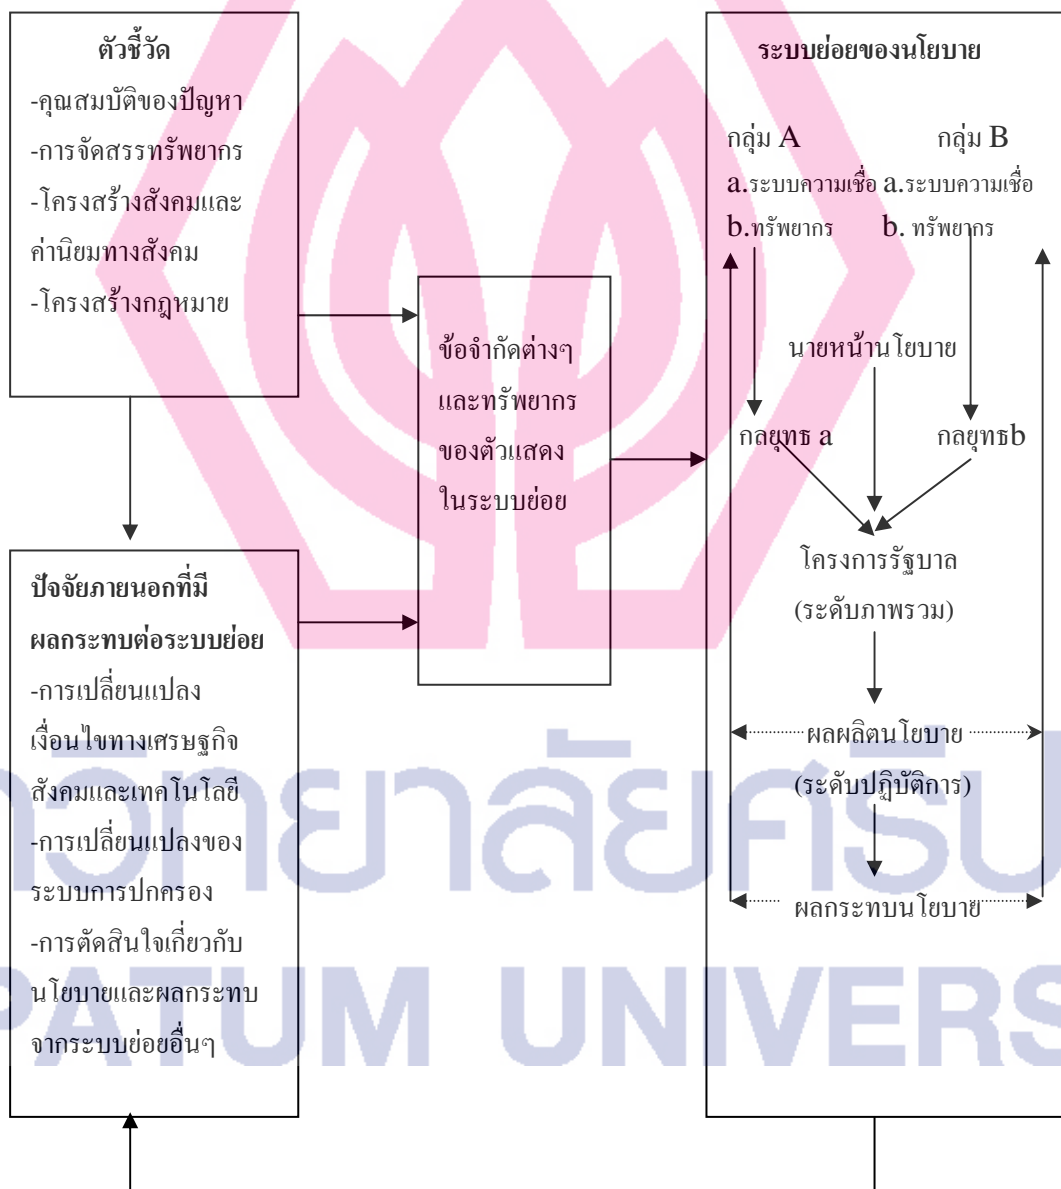 ตัวชี้วัด
-คุณสมบัติของปัญหา
-การจัดสรรทรัพยากร
-โครงสร้างสังคมและ
ค่านิยมทางสังคม
-โครงสร้างกฎหมาย
ปัจจัยภายนอกที่มี
ผลกระทบต่อระบบย่อย
-การเปลี่ยนแปลง
เงื่อนไขทางเศรษฐกิจ
สังคมและเทคโนโลยี
-การเปลี่ยนแปลงของ
ระบบการปกครอง
-การตัดสินใจเกี่ยวกับ
นโยบายและผลกระทบ
จากระบบย่อยอื่นๆ
ข้อจำกัดต่างๆ
และทรัพยากร
ของตัวแสดง
ในระบบย่อย
ระบบย่อยของนโยบาย
กลุ่ม A กลุ่ม B
a.ระบบความเชื่อ a.ระบบความเชื่อ
b.ทรัพยากร b. ทรัพยากร
นายหน้านโยบาย
กลยุทธ a กลยุทธb
โครงการรัฐบาล
(ระดับภาพรวม)
ผลผลิตนโยบาย
(ระดับปฏิบัติการ)
ผลกระทบนโยบาย
าวิทยาลัยศรีป
PATUM UNIVERS